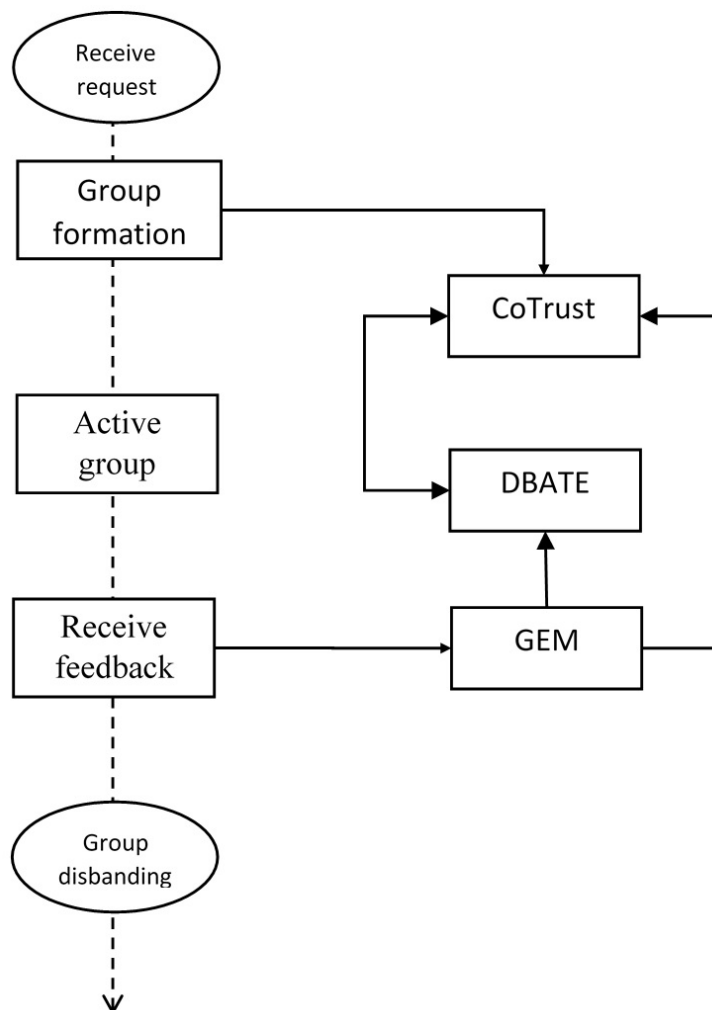 Receive
request
Group
formation
CoTrust
Active
group
DBATE
Receive
feedback
GEM
Group
disbanding